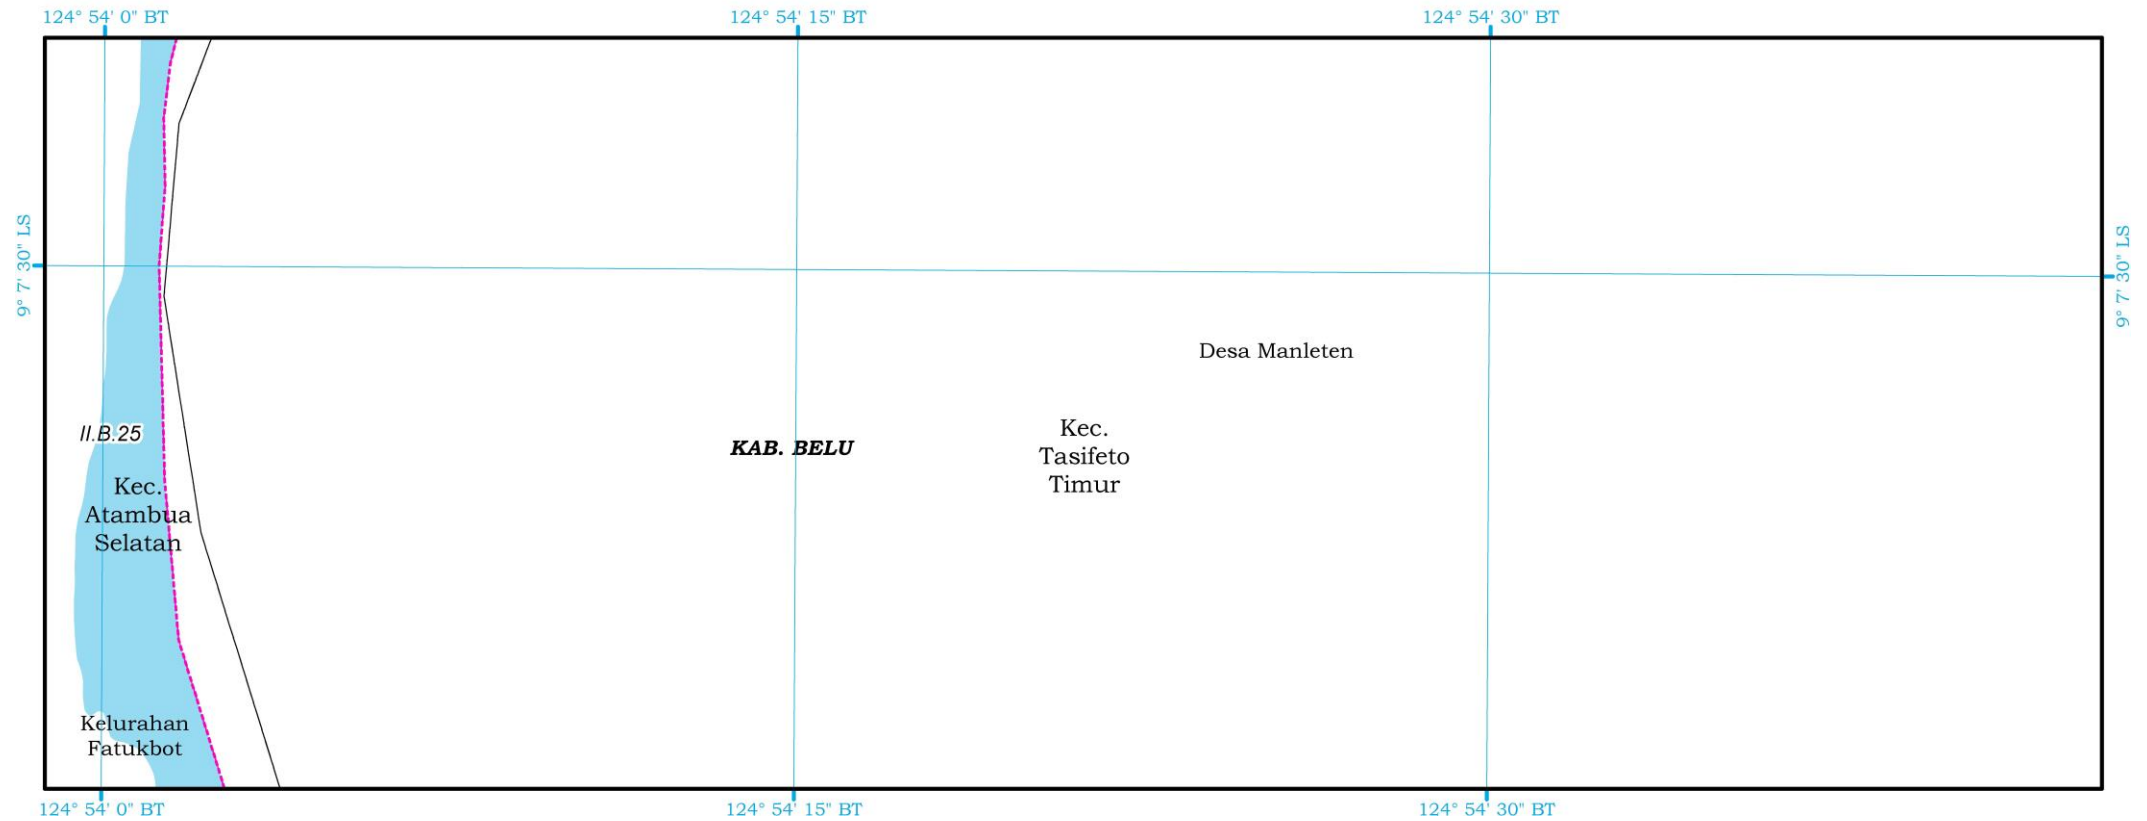 124° 54' 0" BT
124° 54' 15" BT
124° 54' 30" BT
9° 7' 30" LS
9° 7' 30" LS
Desa Manleten
II.B.25
KAB. BELU
Kec.
Tasifeto
Timur
Kec.
Atambua
Selatan
Kelurahan
Fatukbot
124° 54' 0" BT
124° 54' 15" BT
124° 54' 30" BT